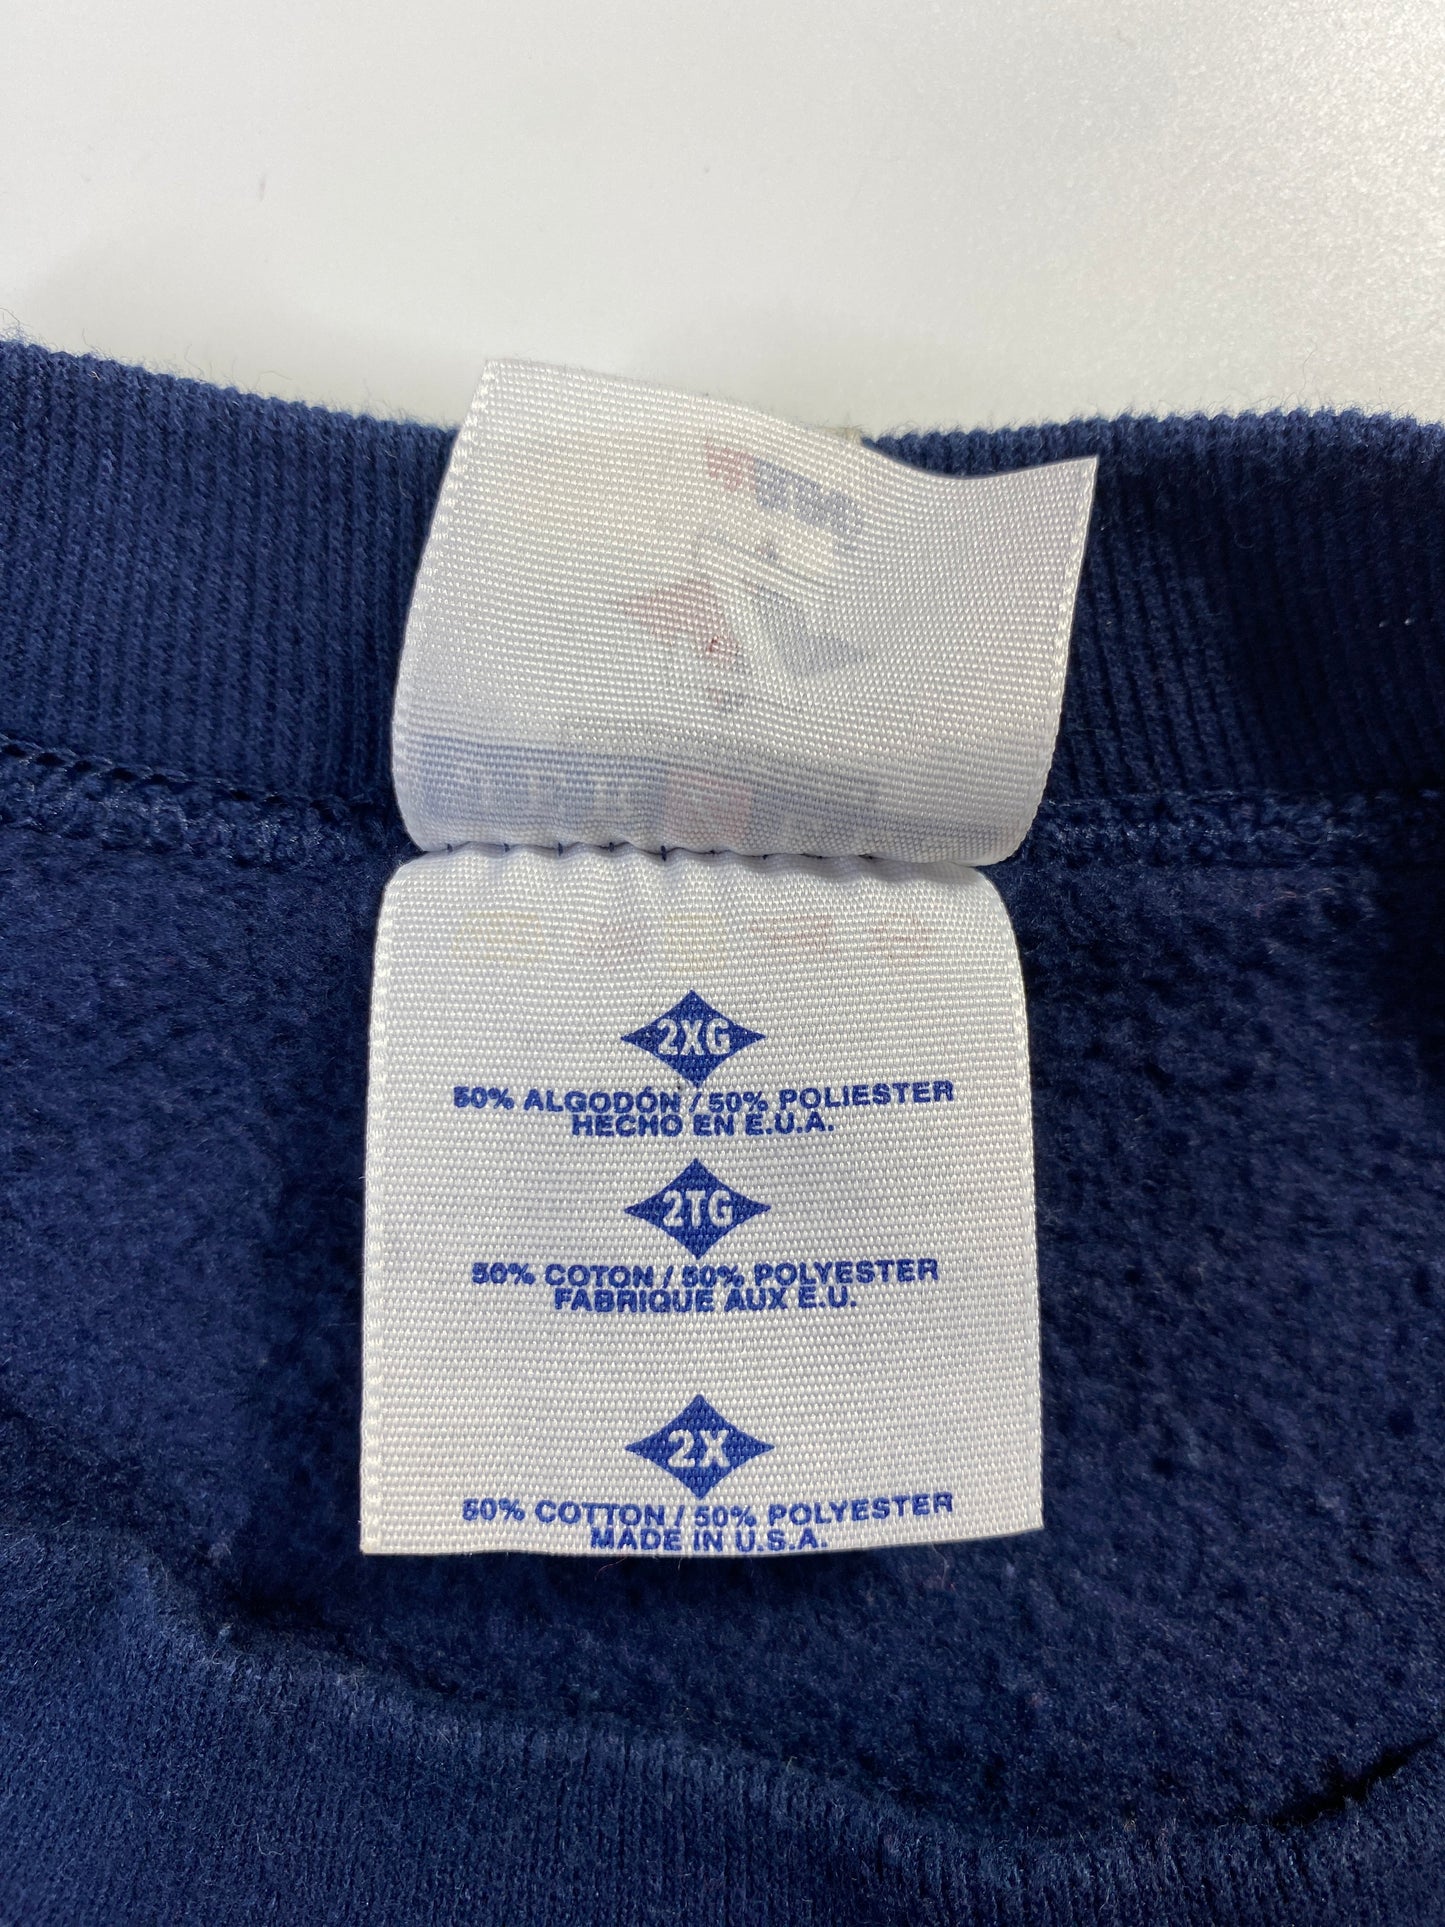 2XG
50% ALGODÓN / 50% POLIESTER
HECHO EN E.U.A.
2TG
50% COTON / 50% POLYESTER
FABRIQUE AUX E.U.
2X
50% COTTON / 50% POLYESTER
MADE IN U.S.A.